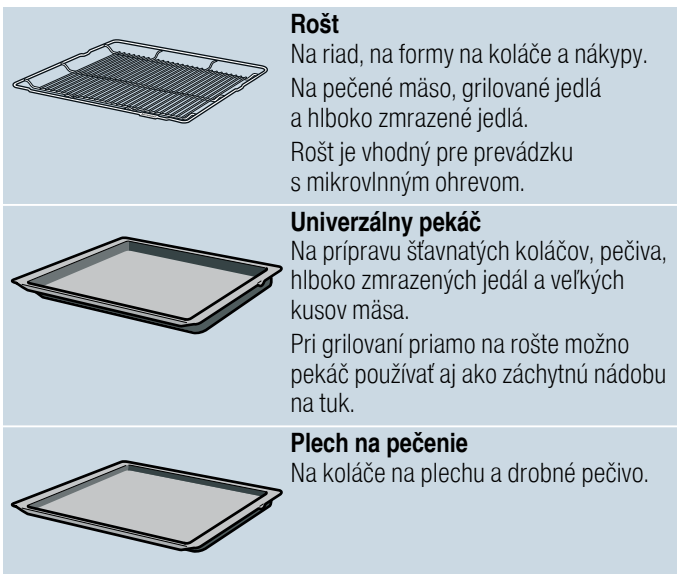 Rošt
Na riad, na formy na koláče a nákypy.
Na pečené mäso, grilované jedlá
a hlboko zmrazené jedlá.
Rošt je vhodný pre prevádzku
s mikrovlnným ohrevom.
Univerzálny pekáč
Na prípravu šťavnatých koláčov, pečiva,
hlboko zmrazených jedál a veľkých
kusov mäsa.
Pri grilovaní priamo na rošte možno
pekáč používať aj ako záchytnú nádobu
na tuk.
Plech na pečenie
Na koláče na plechu a drobné pečivo.